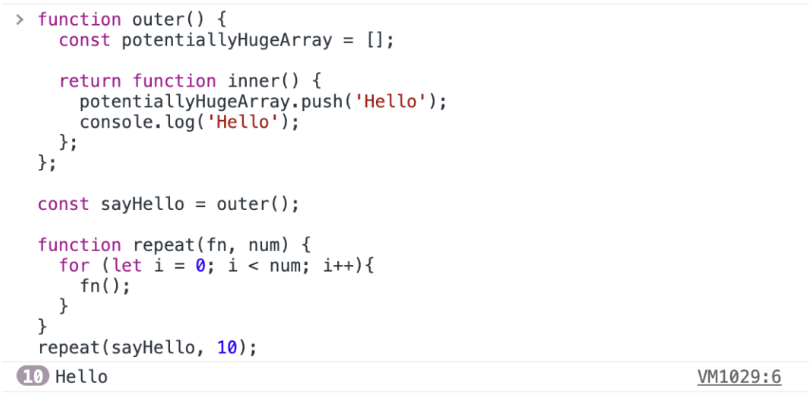 > function outer() {
const potentiallyHugeArray = [];
return function inner() {
potentiallyHugeArray.push('Hello');
console.log('Hello');
};
};
const sayHello = outer();
function repeat(fn, num) {
for (let i = 0; i < num; i++){
fn();
}
}
repeat(sayHello, 10);
10 Hello VM1029:6